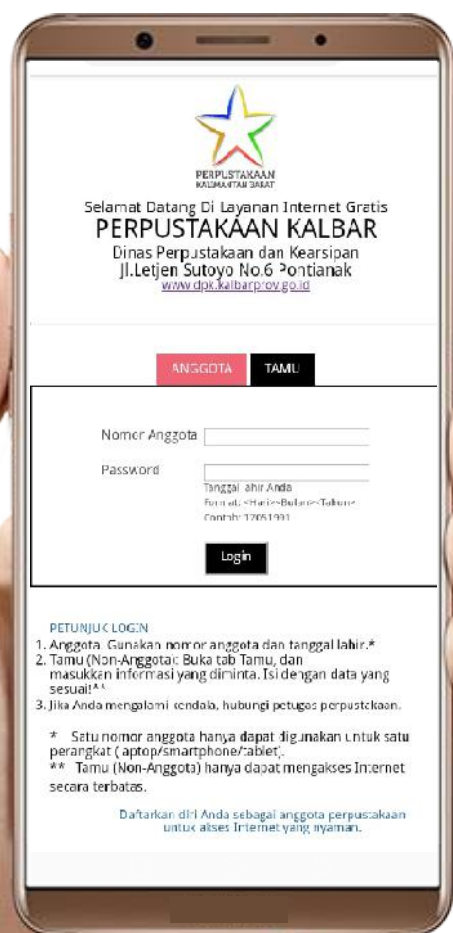 PERPUSTAKAAN
KALIMANTAN BARAT
Selamat Datang Di Layanan Internet Gratis
PERPUSTAKAAN KALBAR
Dinas Perpustakaan dan Kearsipan
Jl.Letjen Sutoyo No.6 Pontianak
www.dpk.kalbarprov.go.id
ANGGOTA TAMU
Nomor Anggota
Password
Tanggal lahir Anda
Format: <Hari><Bulan><Tahun>
Contoh: 17051991
Login
PETUNJUK LOGIN
1. Anggota: Gunakan nomor anggota dan tanggal lahir.*
2. Tamu (Non-Anggota): Buka tab Tamu, dan
masukkan informasi yang diminta. Isi dengan data yang
sesuai!**
3. Jika Anda mengalami kendala, hubungi petugas perpustakaan.
* Satu nomor anggota hanya dapat digunakan untuk satu
perangkat (laptop/smartphone/tablet).
** Tamu (Non-Anggota) hanya dapat mengakses Internet
secara terbatas.
Daftarkan diri Anda sebagai anggota perpustakaan
untuk akses Internet yang nyaman.